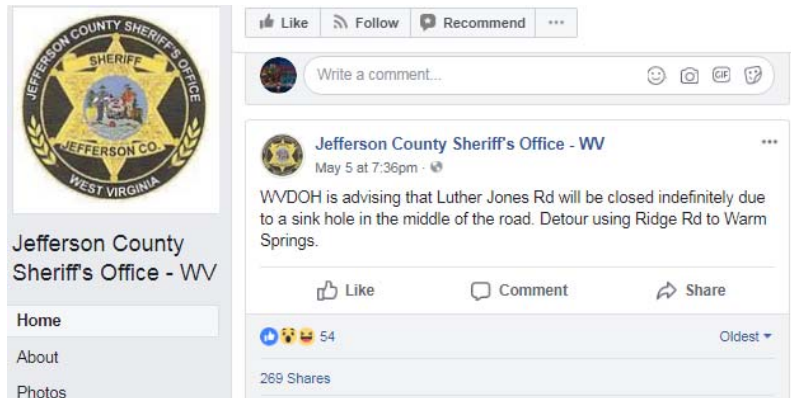 JEFFERSON COUNTY SHERIFF'S OFFICE
SHERIFF
JEFFERSON CO.
WEST VIRGINIA
Jefferson County
Sheriff's Office - WV
Home
About
Photos
Like
Follow
Recommend
Write a comment...
GIF
Jefferson County Sheriff's Office - WV
May 5 at 7:36pm ·
WVDOH is advising that Luther Jones Rd will be closed indefinitely due
to a sink hole in the middle of the road. Detour using Ridge Rd to Warm
Springs.
Like
Comment
Share
54
Oldest
269 Shares